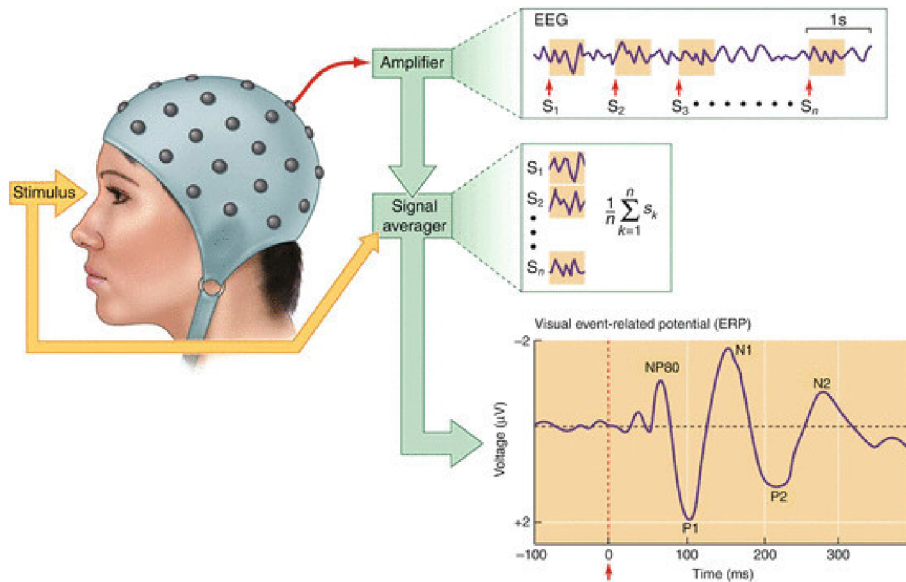 EEG
1s
Amplifier
S1 S2 S3 Sn
Stimulus
Signal
averager
S1
S2
Sn
1/n n∑k=1 sk
Visual event-related potential (ERP)
−2
N1
NP80
N2
Voltage (μV)
P2
+2
P1
−100 0 100 200 300
Time (ms)